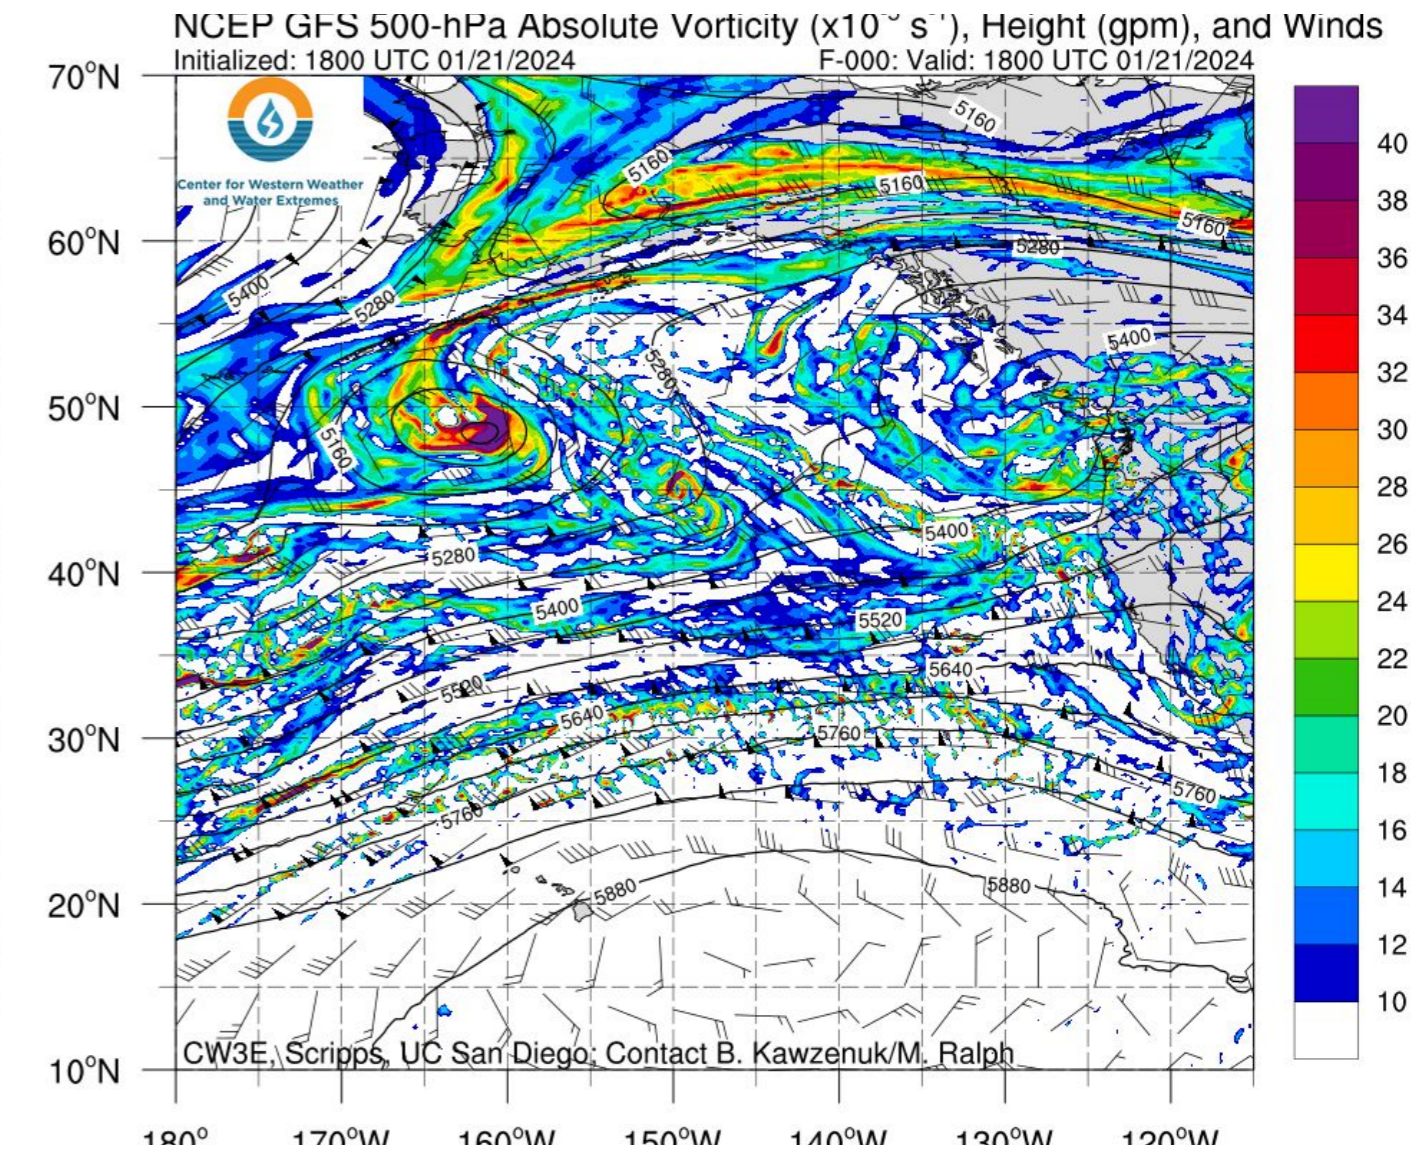 NCEP GFS 500-hPa Absolute Vorticity (x10⁻⁵ s⁻¹), Height (gpm), and Winds
Initialized: 1800 UTC 01/21/2024
F-000: Valid: 1800 UTC 01/21/2024
70°N
Center for Western Weather
and Water Extremes
5160
5160
5160
5160
60°N
5280
5400
5280
5400
5280
50°N
5160
5400
5280
40°N
5400
5520
5640
5520
5640
5760
30°N
5760
5760
5880
5880
20°N
CW3E, Scripps, UC San Diego; Contact B. Kawzenuk/M. Ralph
10°N
180°
170°W
160°W
150°W
140°W
130°W
120°W
40
38
36
34
32
30
28
26
24
22
20
18
16
14
12
10